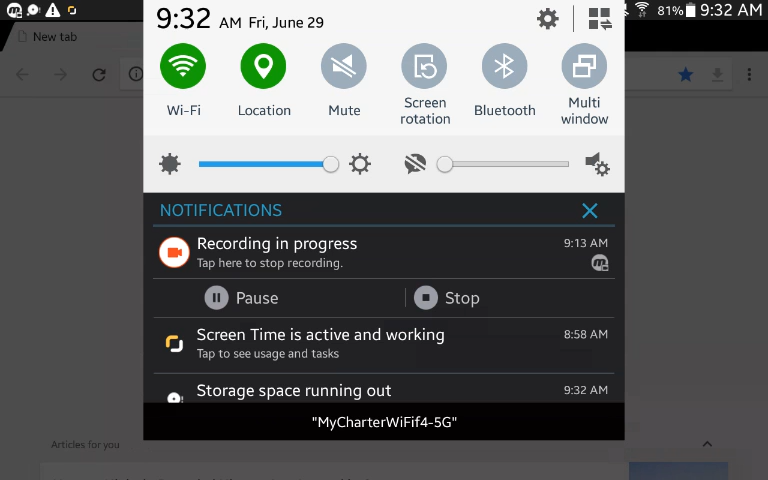 9:32 AM Fri, June 29
81% 9:32 AM
New tab
Wi-Fi
Location
Mute
Screen rotation
Bluetooth
Multi window
NOTIFICATIONS
Recording in progress
9:13 AM
Tap here to stop recording.
Pause
Stop
Screen Time is active and working
8:58 AM
Tap to see usage and tasks
Storage space running out
9:32 AM
"MyCharterWiFif4-5G"
Articles for you